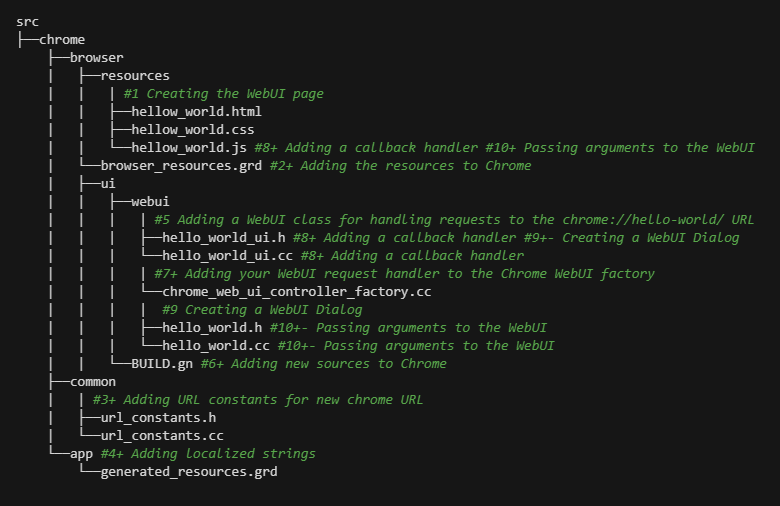 src
├──chrome
    ├──browser
    |   ├──resources
    |   |   | #1 Creating the WebUI page
    |   |   ├──hellow_world.html
    |   |   ├──hellow_world.css
    |   |   └──hellow_world.js #8+ Adding a callback handler #10+ Passing arguments to the WebUI
    |   └──browser_resources.grd #2+ Adding the resources to Chrome
    |   ├──ui
    |   |   ├──webui
    |   |   |   | #5 Adding a WebUI class for handling requests to the chrome://hello-world/ URL
    |   |   |   ├──hello_world_ui.h #8+ Adding a callback handler #9+- Creating a WebUI Dialog
    |   |   |   └──hello_world_ui.cc #8+ Adding a callback handler
    |   |   |   | #7+ Adding your WebUI request handler to the Chrome WebUI factory
    |   |   |   └──chrome_web_ui_controller_factory.cc
    |   |   |   |  #9 Creating a WebUI Dialog
    |   |   |   ├──hello_world.h #10+- Passing arguments to the WebUI
    |   |   |   └──hello_world.cc #10+- Passing arguments to the WebUI
    |   |   └──BUILD.gn #6+ Adding new sources to Chrome
    ├──common
    |   | #3+ Adding URL constants for new chrome URL
    |   ├──url_constants.h
    |   └──url_constants.cc
    └──app #4+ Adding localized strings
        └──generated_resources.grd